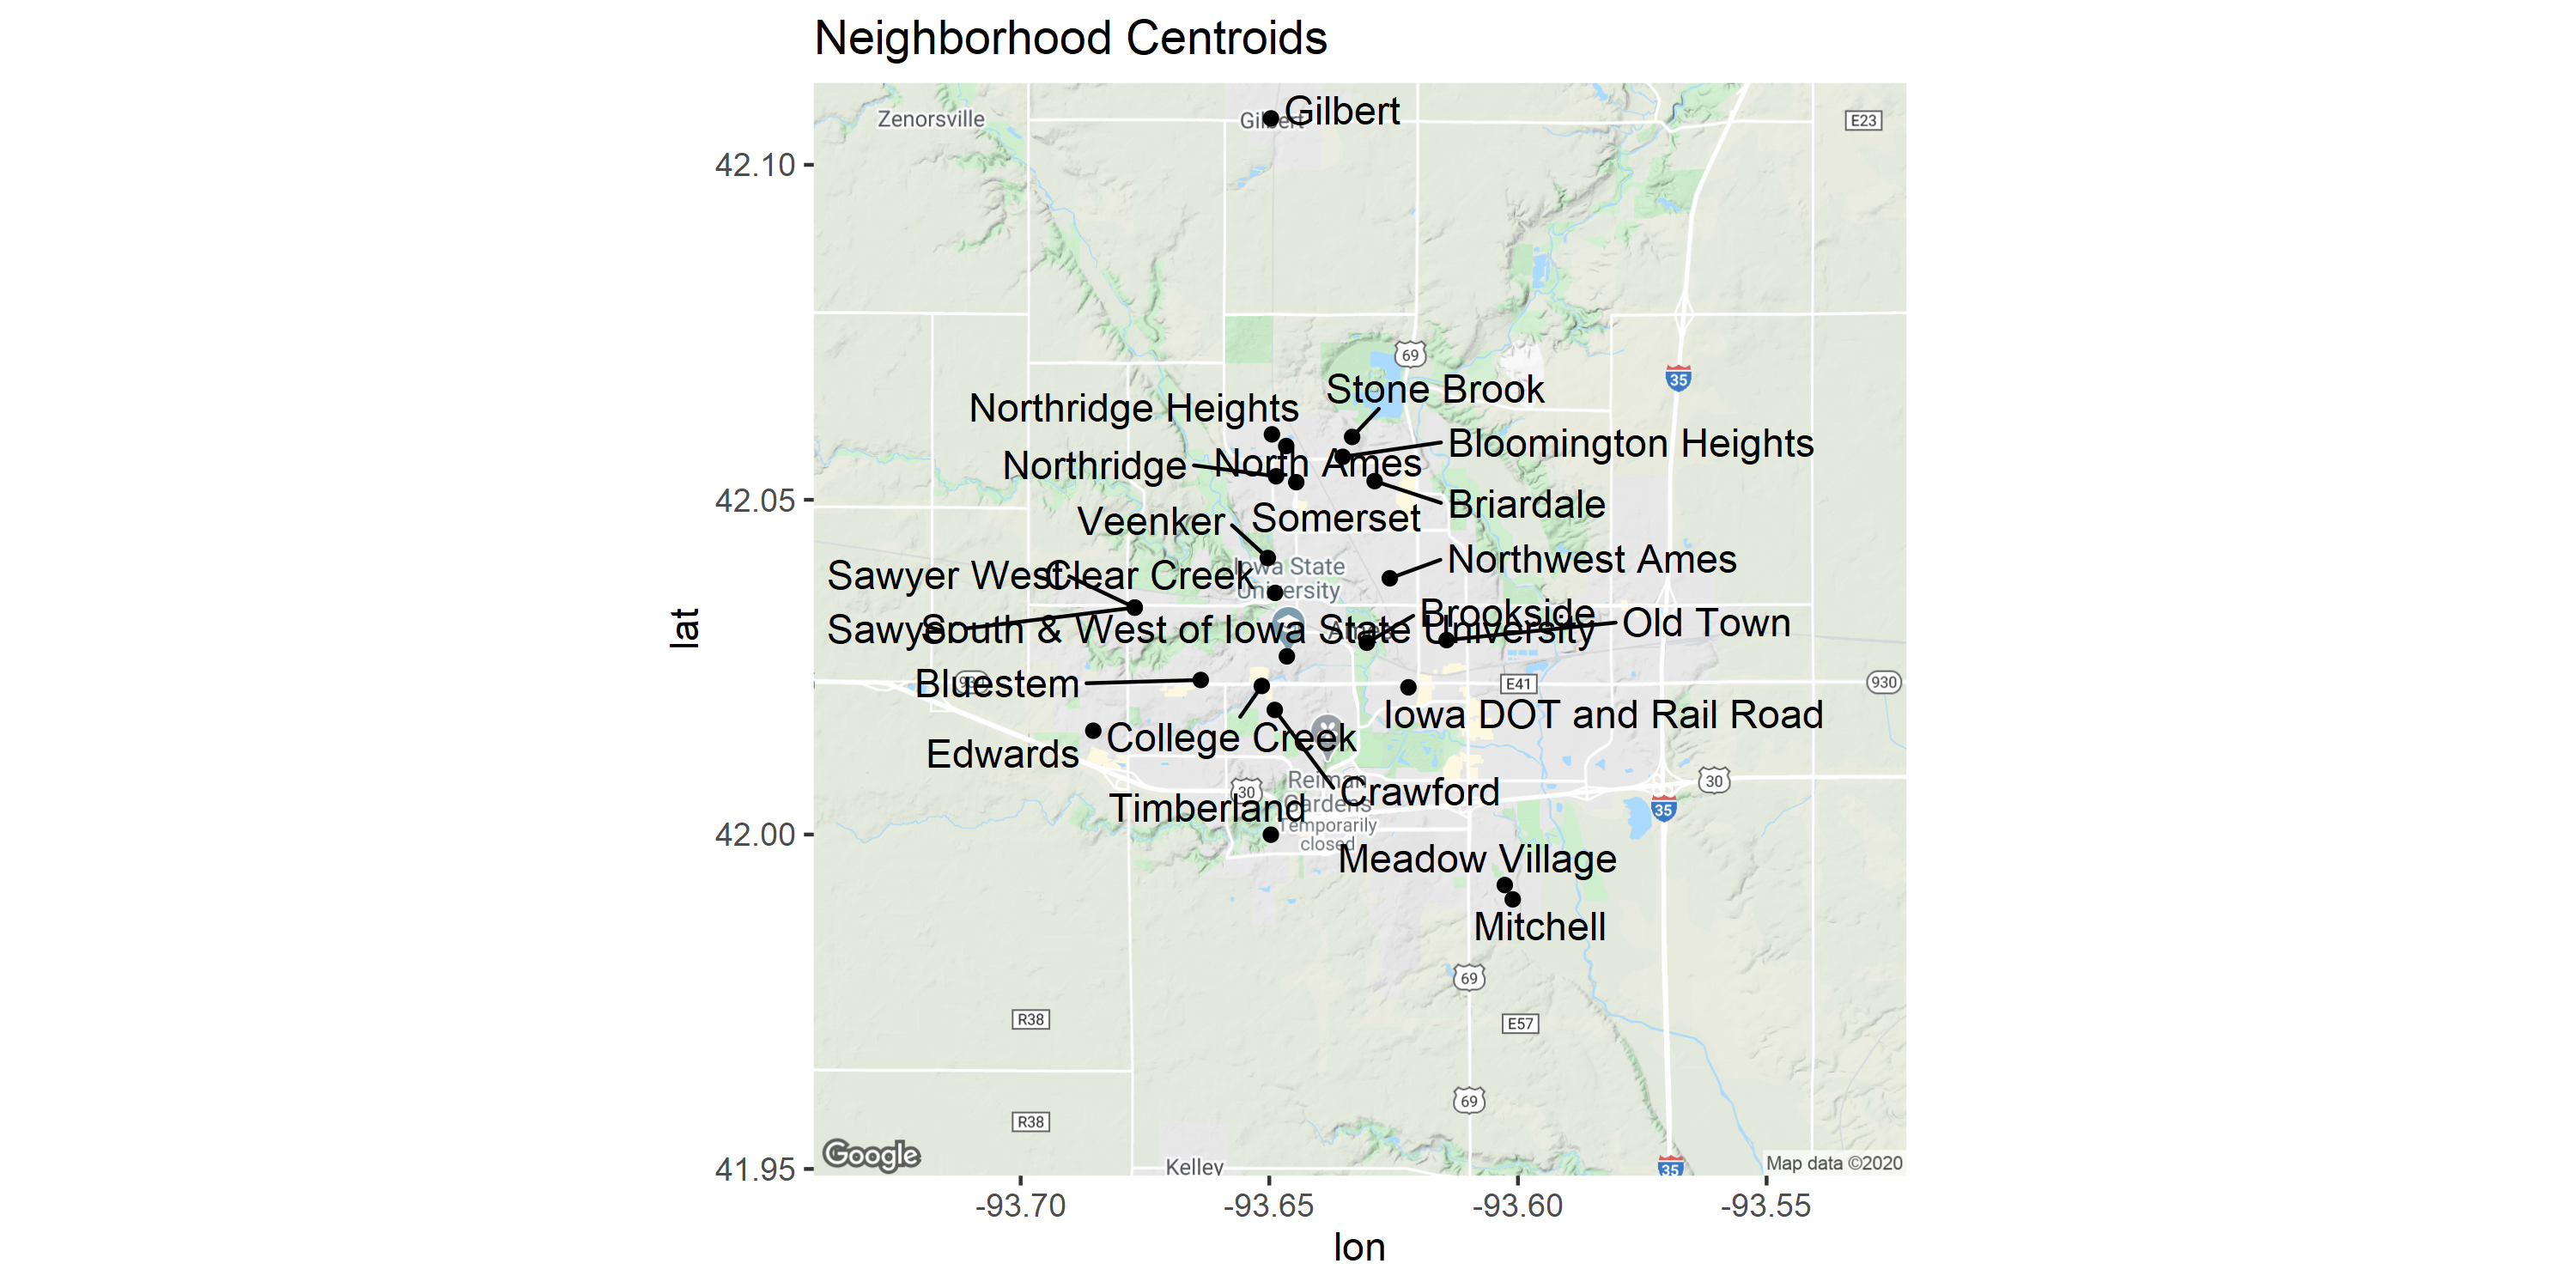 Neighborhood Centroids
Zenorsville
Gilbert
Gilbert
E23
42.10
69
35
Stone Brook
Northridge Heights
Bloomington Heights
North Ames
Northridge
42.05
Briardale
Somerset
Veenker
Northwest Ames
Iowa State
University
Sawyer West
Clear Creek
Brookside
Old Town
lat
Sawyer
South & West of Iowa State University
Ames
Bluestem
930
E41
930
Iowa DOT and Rail Road
College Creek
Edwards
Reiman
Gardens
Temporarily
closed
30
30
Crawford
Timberland
35
42.00
Meadow Village
Mitchell
69
R38
E57
69
R38
Google
Kelley
35
Map data ©2020
41.95
-93.70
-93.65
-93.60
-93.55
lon